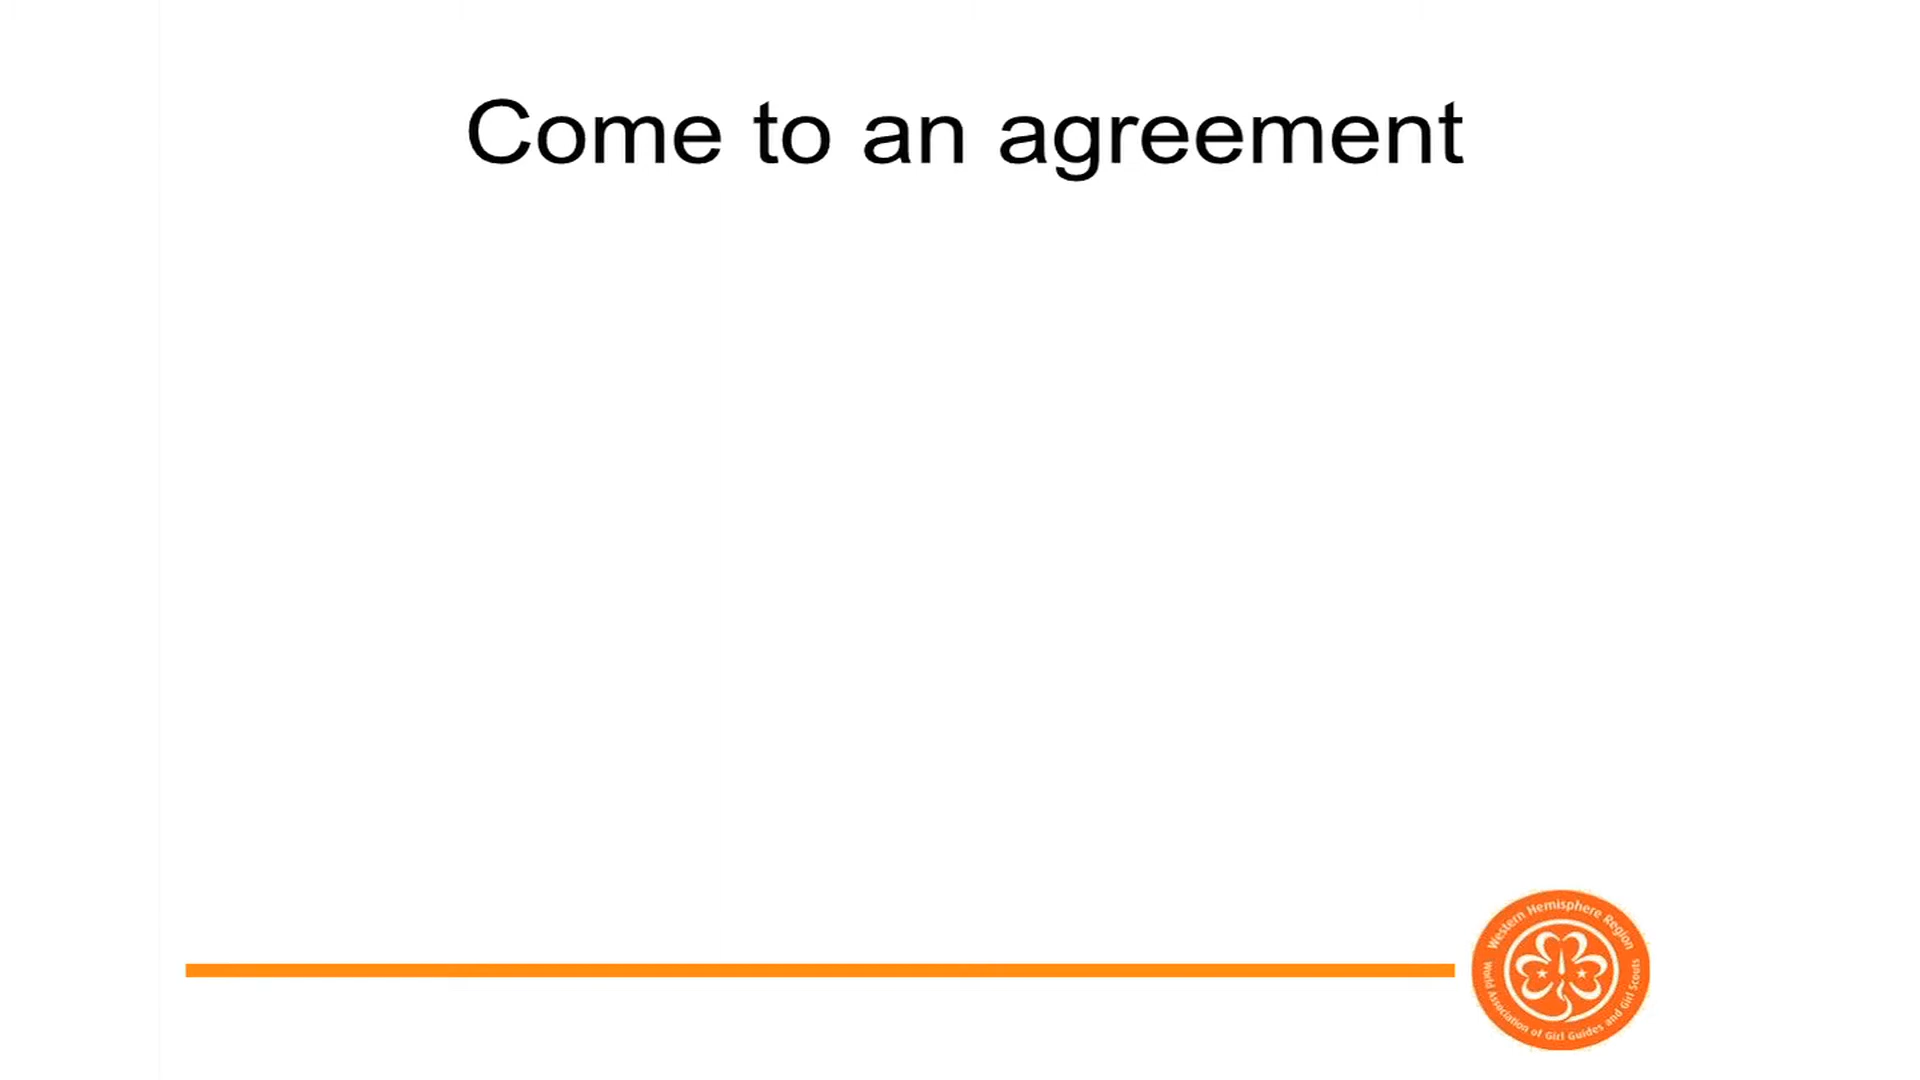 Come to an agreement
Western Hemisphere Region
World Association of Girl Guides and Girl Scouts